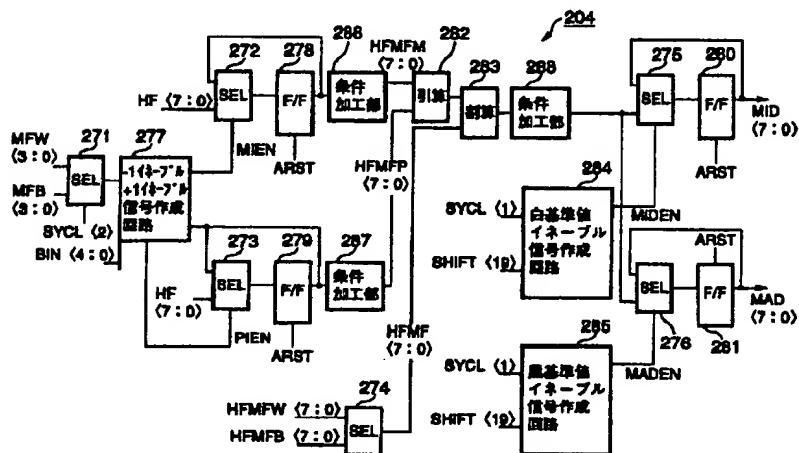 204
272
278
288
HFMFM
⟨7:0⟩
282
283
288
275
280
HF
⟨7:0⟩
SEL
F/F
条件
加工部
引算
割算
条件
加工部
SEL
F/F
MID
⟨7:0⟩
MFW
⟨3:0⟩
271
277
MIEN
ARST
HFMFP
⟨7:0⟩
ARST
MFB
⟨3:0⟩
SEL
-1イネーブル
+1イネーブル
信号作成
回路
284
SYCL ⟨2⟩
BIN ⟨4:0⟩
273
279
287
SYCL ⟨1⟩
白基準値
イネーブル
信号作成
回路
MIDEN
ARST
HF
⟨7:0⟩
SEL
F/F
条件
加工部
SHIFT ⟨19⟩
SEL
F/F
MAD
⟨7:0⟩
PIEN
ARST
HFMF
⟨7:0⟩
285
276
281
SYCL ⟨1⟩
黒基準値
イネーブル
信号作成
回路
MADEN
274
HFMFW ⟨7:0⟩
HFMFB ⟨7:0⟩
SEL
SHIFT ⟨19⟩